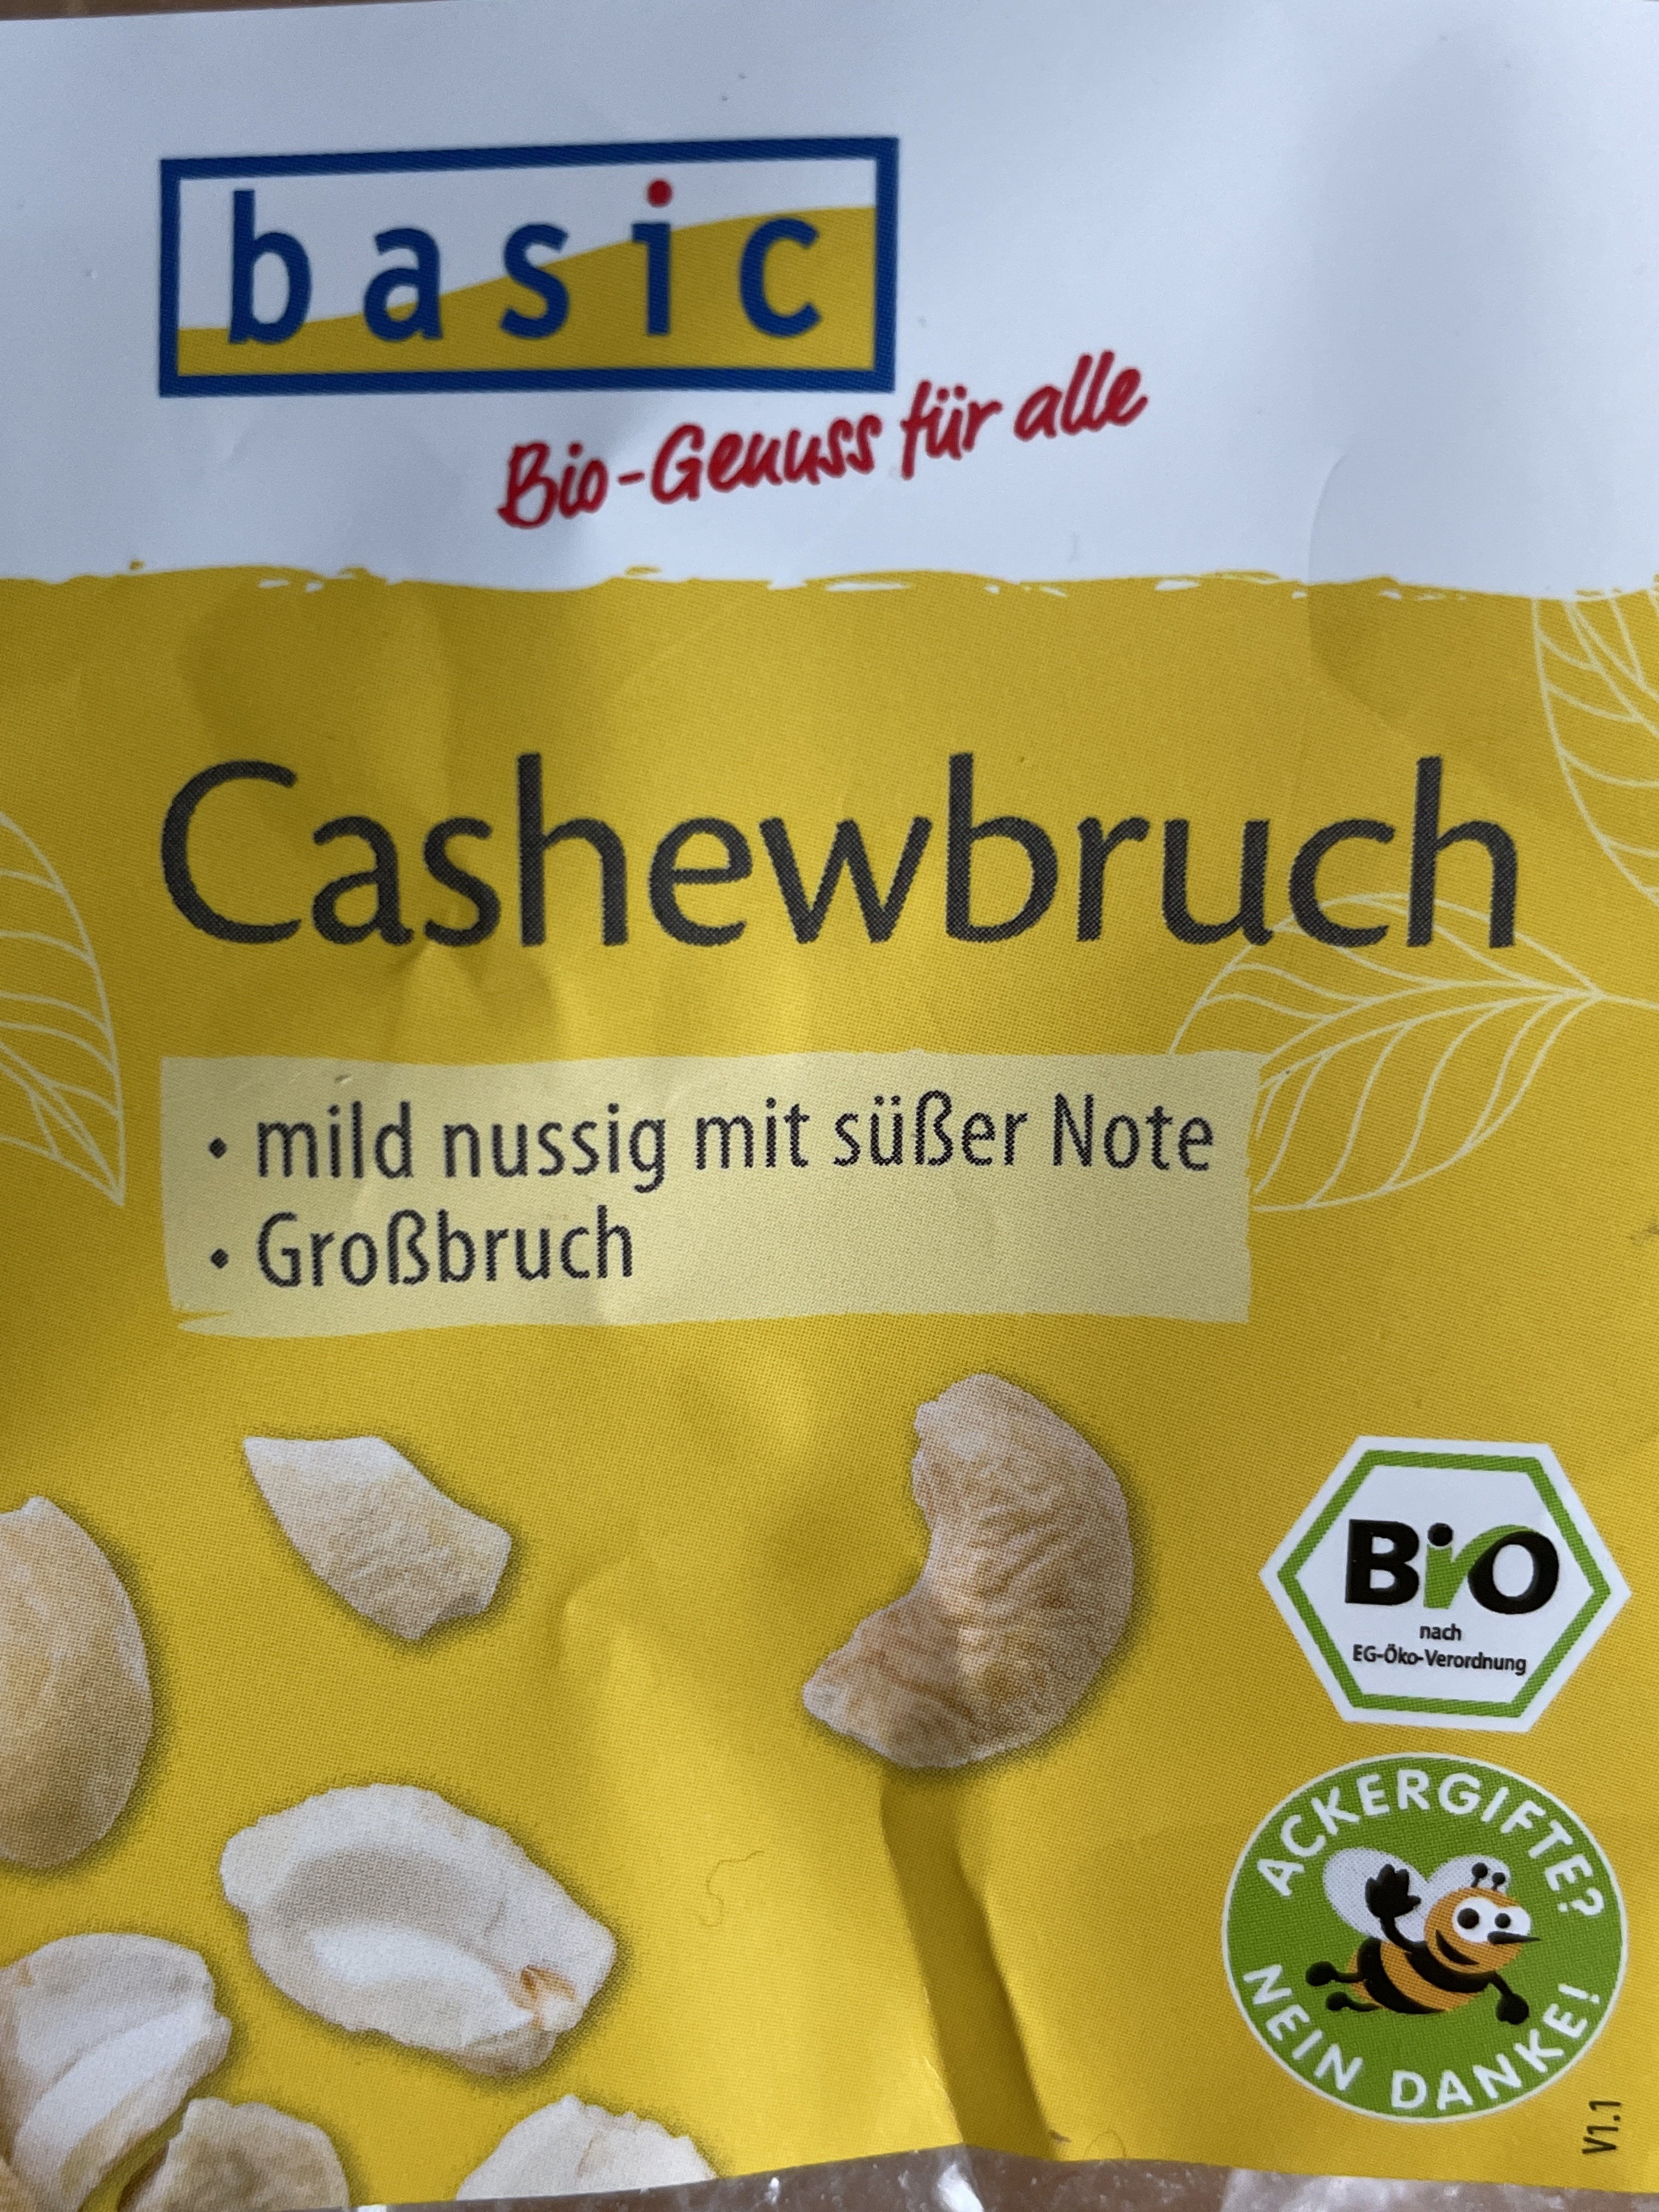 basic
Bio-Genuss für alle
Cashewbruch
• mild nussig mit süßer Note
• Großbruch
BiO
nach
EG-Öko-Verordnung
ACKERGIFTE?
NEIN DANKE!
V1.1